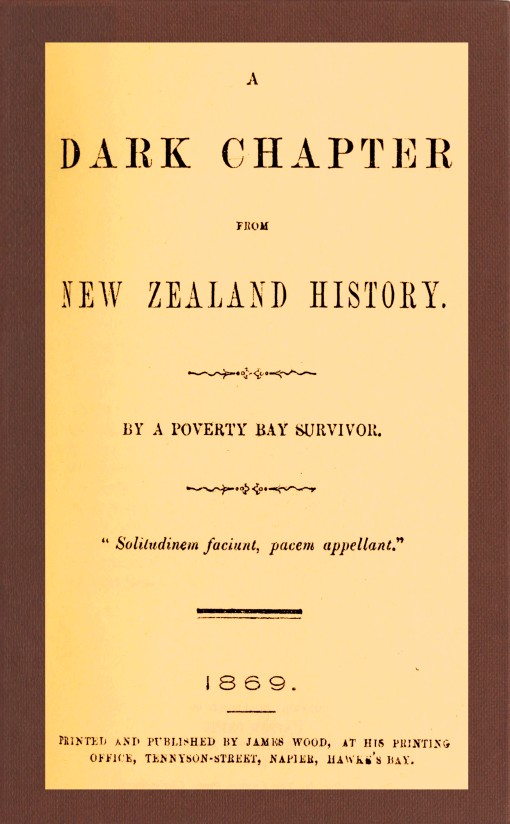 A
DARK CHAPTER
FROM
NEW ZEALAND HISTORY.
BY A POVERTY BAY SURVIVOR.
“ Solitudinem faciunt, pacem appellant.”
1869.
PRINTED AND PUBLISHED BY JAMES WOOD, AT HIS PRINTING
OFFICE, TENNYSON-STREET, NAPIER, HAWKE'S BAY.